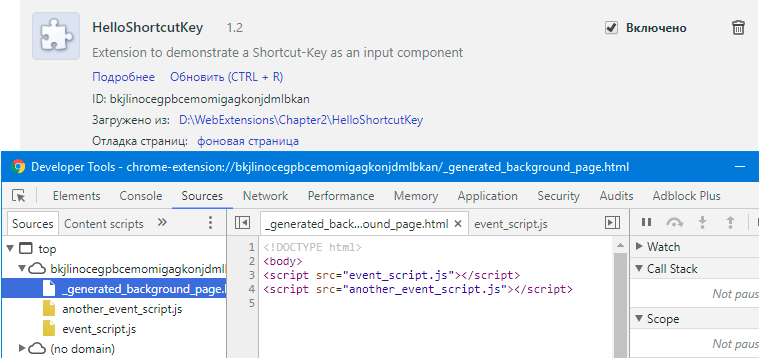 HelloShortcutKey 1.2 Включено
Extension to demonstrate a Shortcut-Key as an input component
Подробнее Обновить (CTRL + R)
ID: bkjlinocegpbcemomigagkonjdmlbkan
Загружено из: D:\WebExtensions\Chapter2\HelloShortcutKey
Отладка страниц: фоновая страница
Developer Tools - chrome-extension://bkjlinocegpbcemomigagkonjdmlbkan/_generated_background_page.html
Elements Console Sources Network Performance Memory Application Security Audits Adblock Plus
Sources Content scripts » _generated_back...ound_page.html × event_script.js
top
bkjlinocegpbcemomigagkonjdmlb
_generated_background_page.h
another_event_script.js
event_script.js
(no domain)
1 <!DOCTYPE html>
2 <body>
3 <script src="event_script.js"></script>
4 <script src="another_event_script.js"></script>
5
Watch
Call Stack
Not paus
Scope
Not paus